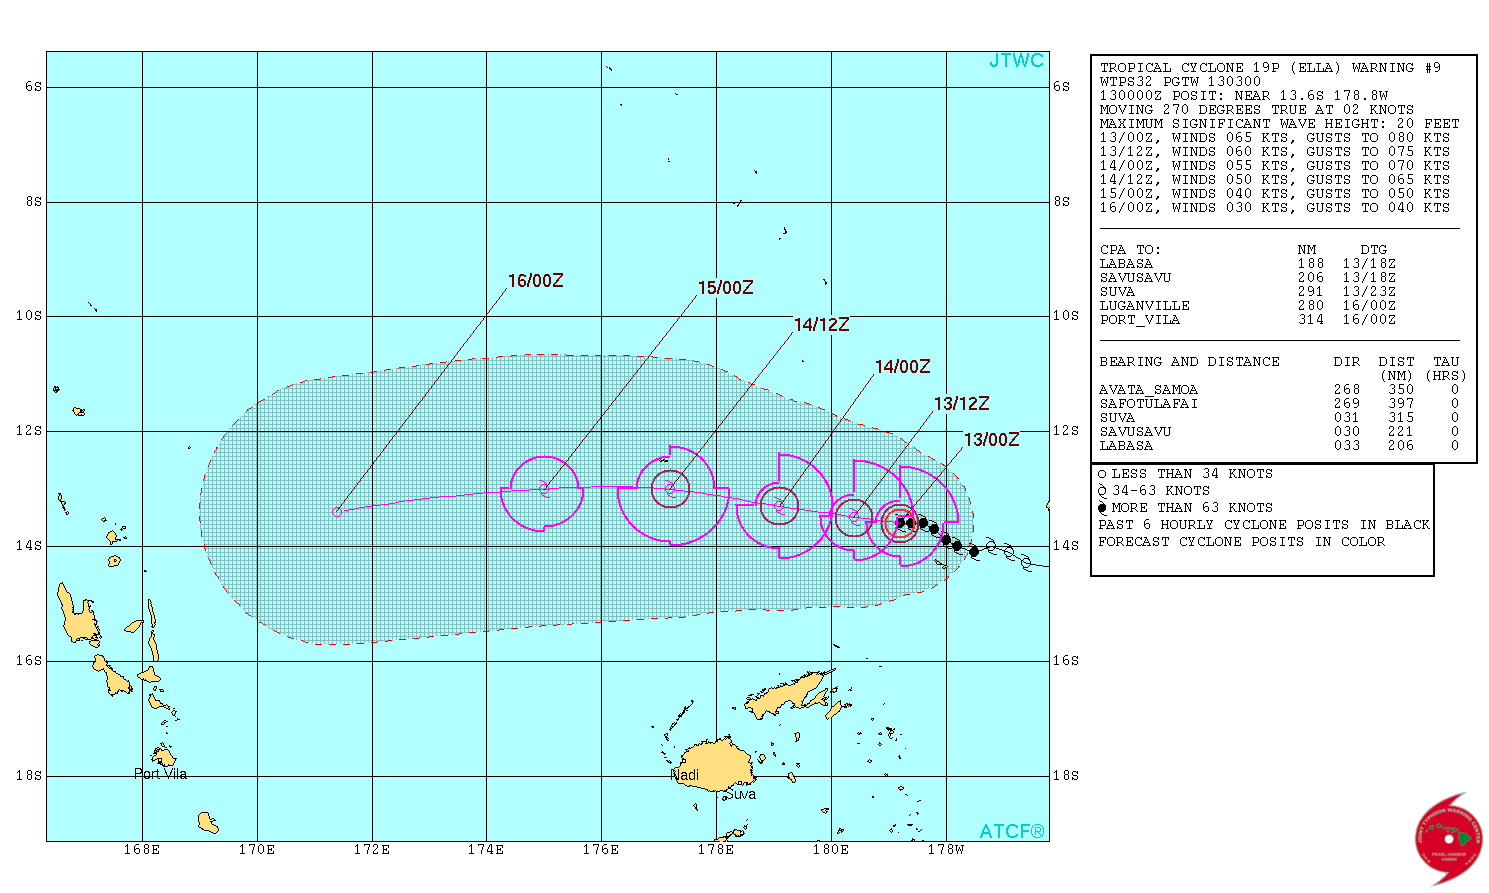 JTWC
6S
6S
8S
8S
10S
10S
12S
12S
14S
14S
16S
16S
18S
18S
16/00Z
15/00Z
14/12Z
14/00Z
13/12Z
13/00Z
Port Vila
Nadi
Suva
ATCF®
168E 170E 172E 174E 176E 178E 180E 178W
TROPICAL CYCLONE 19P (ELLA) WARNING #9
WTPS32 PGTW 130300
130000Z POSIT: NEAR 13.6S 178.8W
MOVING 270 DEGREES TRUE AT 02 KNOTS
MAXIMUM SIGNIFICANT WAVE HEIGHT: 20 FEET
13/00Z, WINDS 065 KTS, GUSTS TO 080 KTS
13/12Z, WINDS 060 KTS, GUSTS TO 075 KTS
14/00Z, WINDS 055 KTS, GUSTS TO 070 KTS
14/12Z, WINDS 050 KTS, GUSTS TO 065 KTS
15/00Z, WINDS 040 KTS, GUSTS TO 050 KTS
16/00Z, WINDS 030 KTS, GUSTS TO 040 KTS
CPA TO: NM DTG
LABASA 188 13/18Z
SAVUSAVU 206 13/18Z
SUVA 291 13/23Z
LUGANVILLE 280 16/00Z
PORT_VILA 314 16/00Z
BEARING AND DISTANCE DIR DIST TAU
(NM) (HRS)
AVATA_SAMOA 268 350 0
SAFOTULAFAI 269 397 0
SUVA 031 315 0
SAVUSAVU 030 221 0
LABASA 033 206 0
LESS THAN 34 KNOTS
34-63 KNOTS
MORE THAN 63 KNOTS
PAST 6 HOURLY CYCLONE POSITS IN BLACK
FORECAST CYCLONE POSITS IN COLOR
JOINT TYPHOON WARNING CENTER
PEARL HARBOR
HAWAII